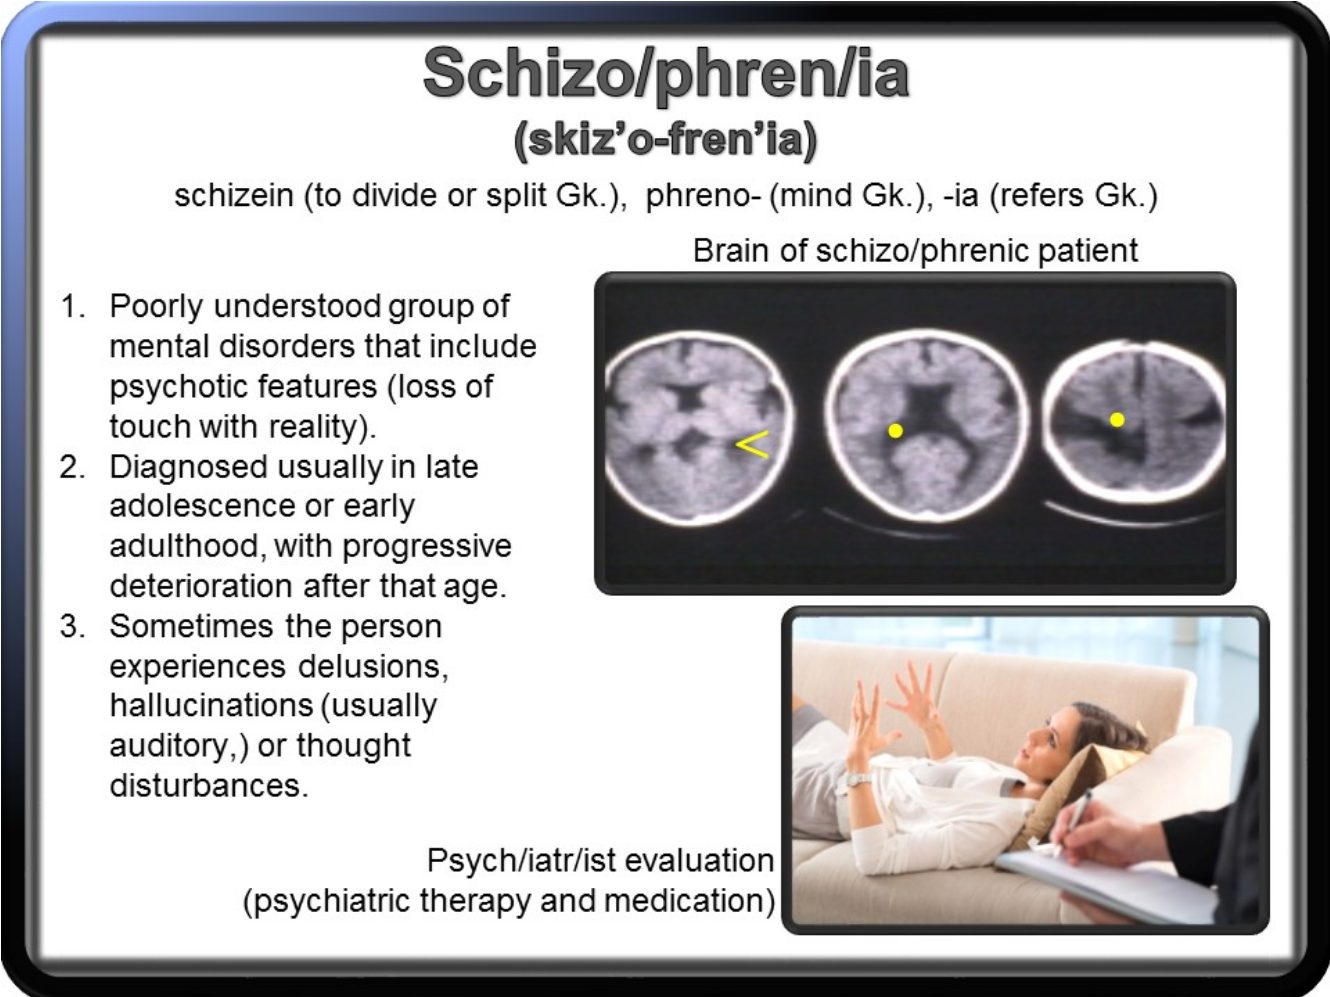 Schizo/phren/ia
(skiz’o-fren’ia)
schizein (to divide or split Gk.), phreno- (mind Gk.), -ia (refers Gk.)
Brain of schizo/phrenic patient
1. Poorly understood group of
mental disorders that include
psychotic features (loss of
touch with reality).
2. Diagnosed usually in late
adolescence or early
adulthood, with progressive
deterioration after that age.
3. Sometimes the person
experiences delusions,
hallucinations (usually
auditory,) or thought
disturbances.
Psych/iatr/ist evaluation
(psychiatric therapy and medication)